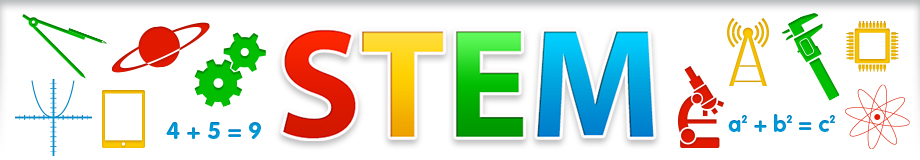 STEM
4 + 5 = 9
a² + b² = c²